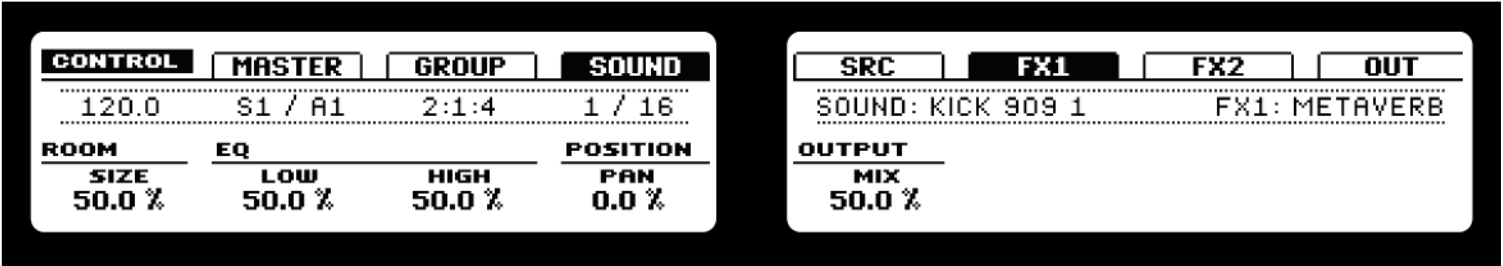 CONTROL MASTER GROUP SOUND
120.0 S1 / A1 2:1:4 1 / 16
ROOM EQ POSITION
SIZE LOW HIGH PAN
50.0 % 50.0 % 50.0 % 0.0 %
SRC FX1 FX2 OUT
SOUND: KICK 909 1 FX1: METAVERB
OUTPUT
MIX
50.0 %